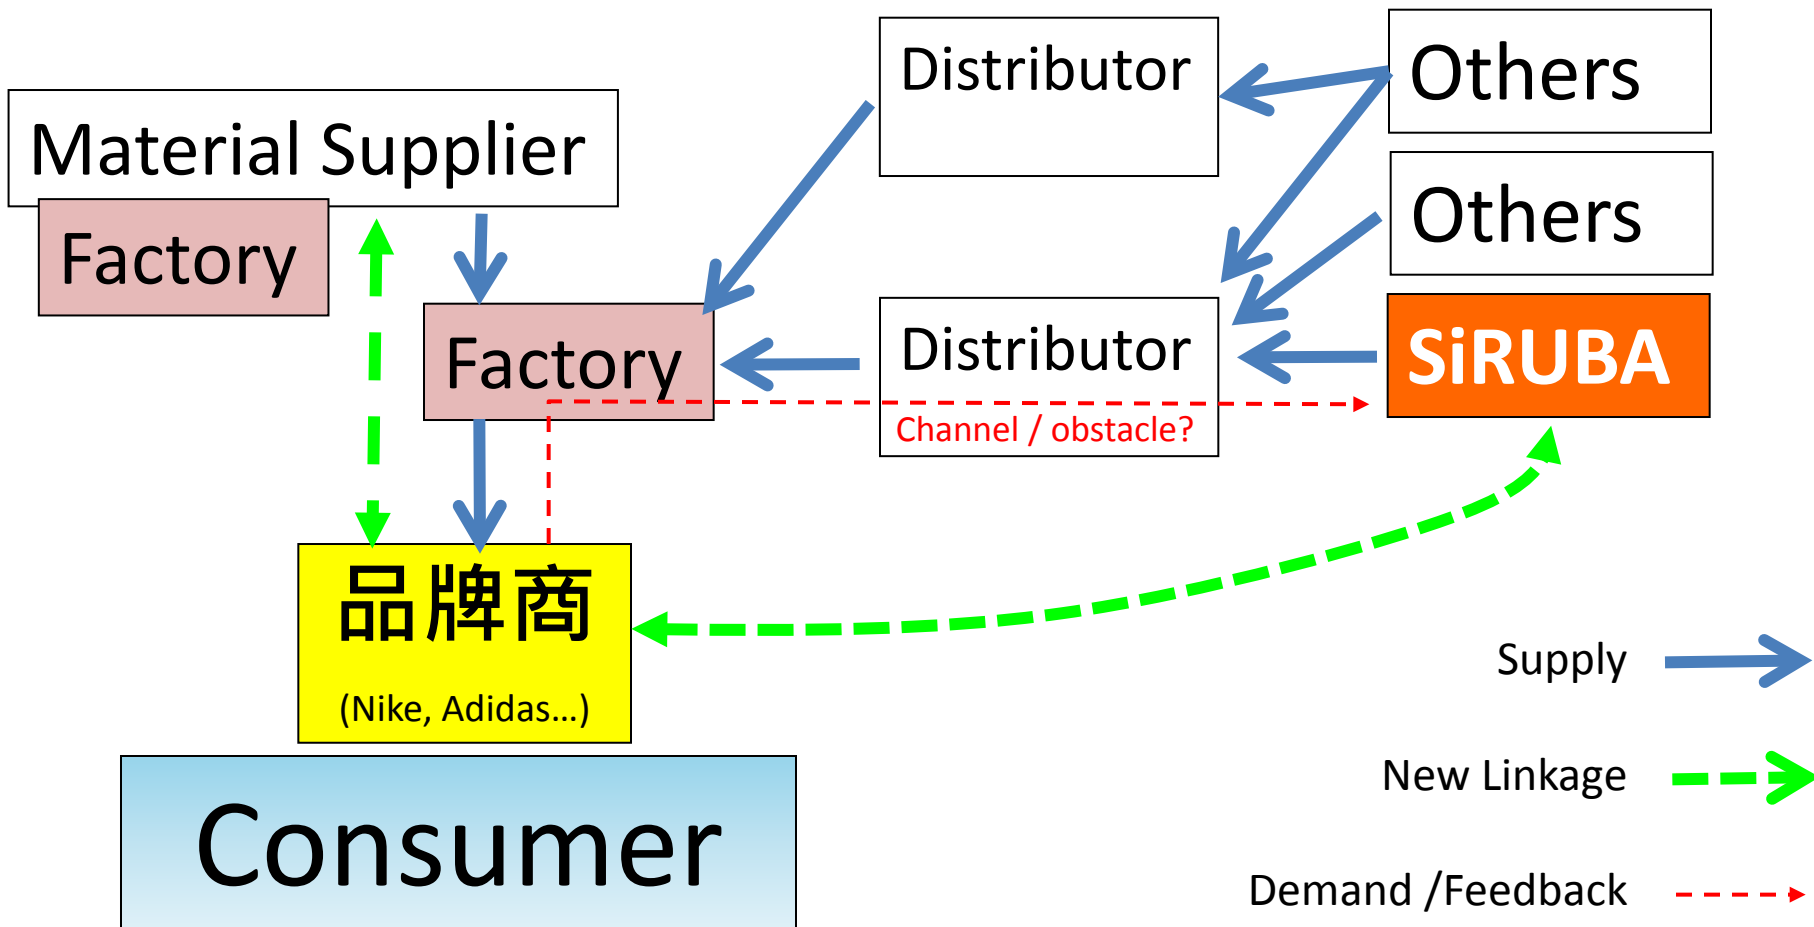 Material Supplier
Factory
Factory
Distributor
Distributor
Channel / obstacle?
Others
Others
SiRUBA
品牌商
(Nike, Adidas...)
Consumer
Supply
New Linkage
Demand /Feedback